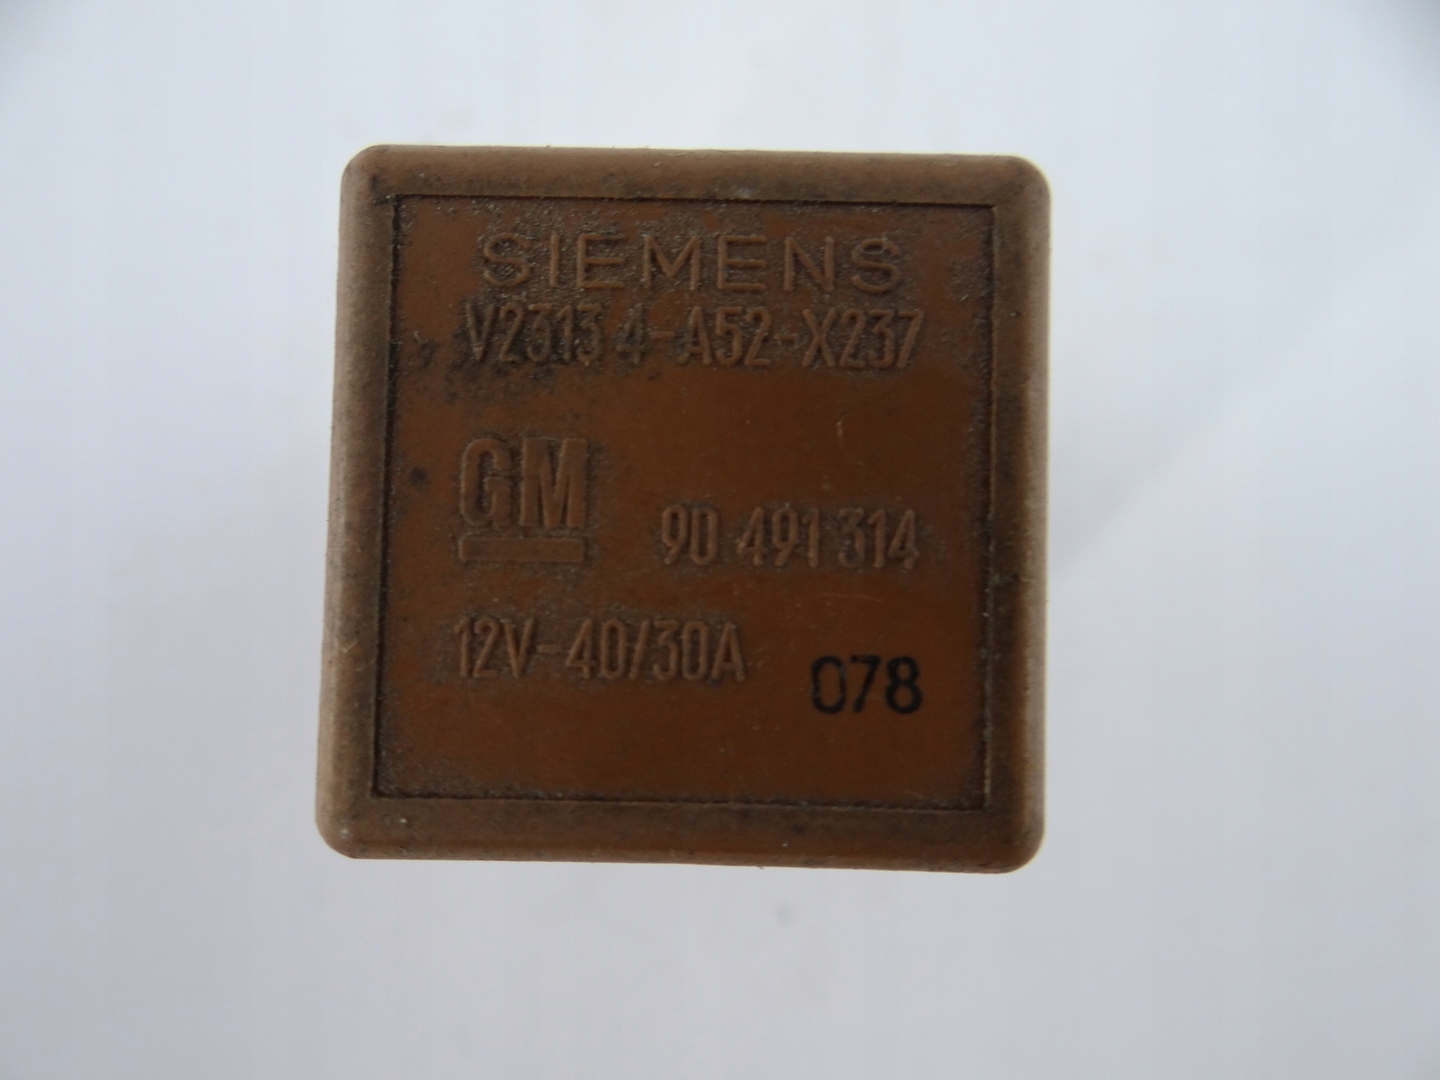 SIEMENS
V23134-A52-X237
GM
90 491 314
12V-40/30A
078